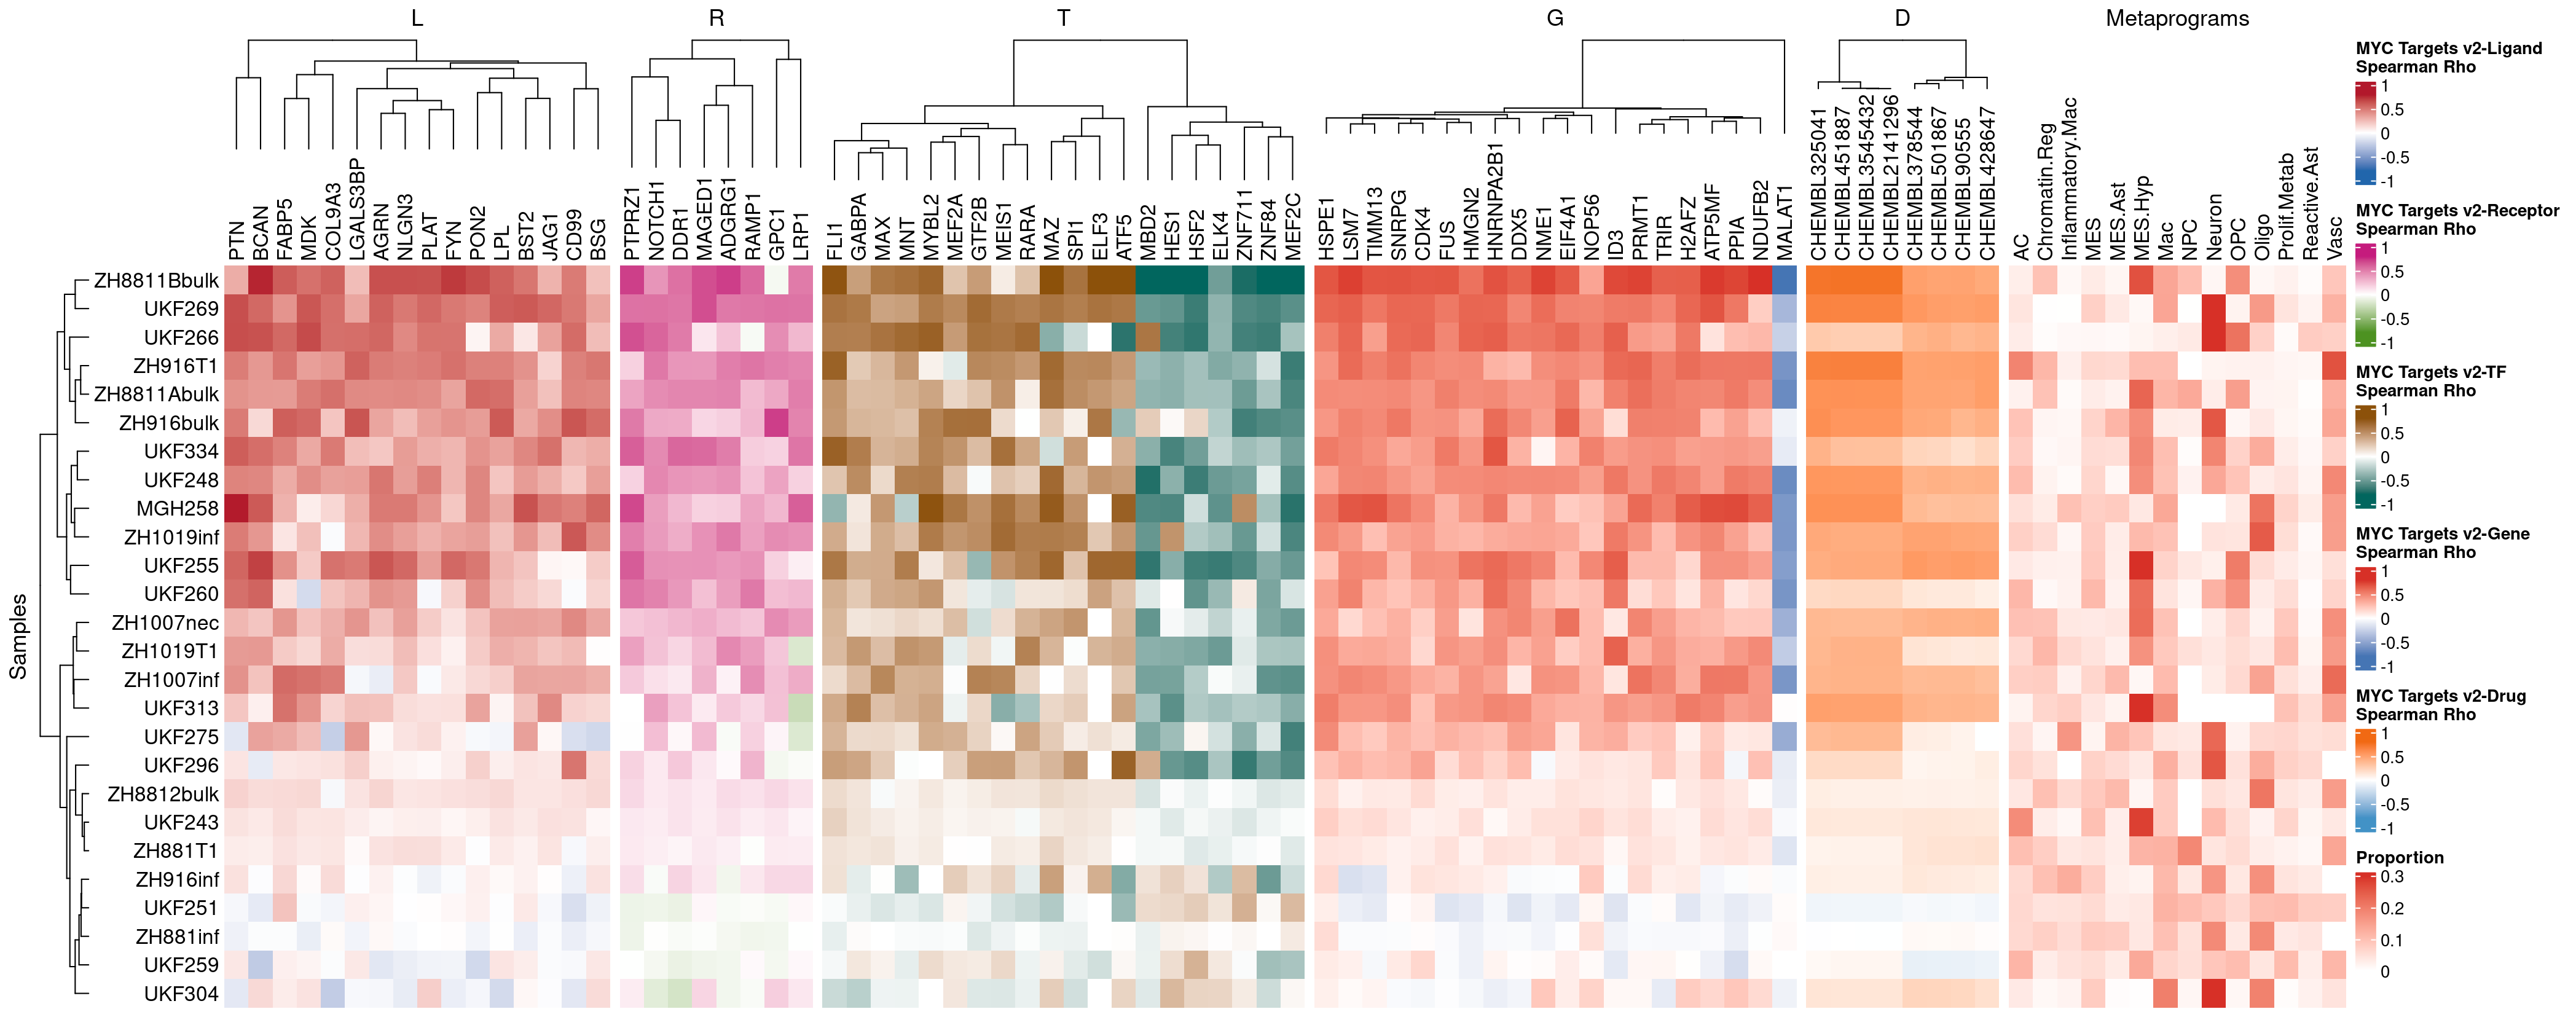 L R T G D Metaprograms
PTN BCAN FABP5 MDK COL9A3 LGALS3BP AGRN NLGN3 PLAT FYN PON2 LPL BST2 JAG1 CD99 BSG
PTPRZ1 NOTCH1 DDR1 MAGED1 ADGRG1 RAMP1 GPC1 LRP1
FLI1 GABPA MAX MNT MYBL2 MEF2A GTF2B MEIS1 RARA MAZ SPI1 ELF3 ATF5 MBD2 HES1 HSF2 ELK4 ZNF711 ZNF84 MEF2C
HSPE1 LSM7 TIMM13 SNRPG CDK4 FUS HMGN2 HNRNPA2B1 DDX5 NME1 EIF4A1 NOP56 ID3 PRMT1 TRIR H2AFZ ATP5MF PPIA NDUFB2 MALAT1
CHEMBL325041 CHEMBL451887 CHEMBL3545432 CHEMBL2141296 CHEMBL378544 CHEMBL501867 CHEMBL90555 CHEMBL428647
AC Chromatin.Reg Inflammatory.Mac MES MES.Ast MES.Hyp Mac NPC Neuron OPC Oligo Prolif.Metab Reactive.Ast Vasc
Samples
ZH8811Bbulk
UKF269
UKF266
ZH916T1
ZH8811Abulk
ZH916bulk
UKF334
UKF248
MGH258
ZH1019inf
UKF255
UKF260
ZH1007nec
ZH1019T1
ZH1007inf
UKF313
UKF275
UKF296
ZH8812bulk
UKF243
ZH881T1
ZH916inf
UKF251
ZH881inf
UKF259
UKF304
MYC Targets v2-Ligand
Spearman Rho
1
0.5
0
-0.5
-1
MYC Targets v2-Receptor
Spearman Rho
1
0.5
0
-0.5
-1
MYC Targets v2-TF
Spearman Rho
1
0.5
0
-0.5
-1
MYC Targets v2-Gene
Spearman Rho
1
0.5
0
-0.5
-1
MYC Targets v2-Drug
Spearman Rho
1
0.5
0
-0.5
-1
Proportion
0.3
0.2
0.1
0